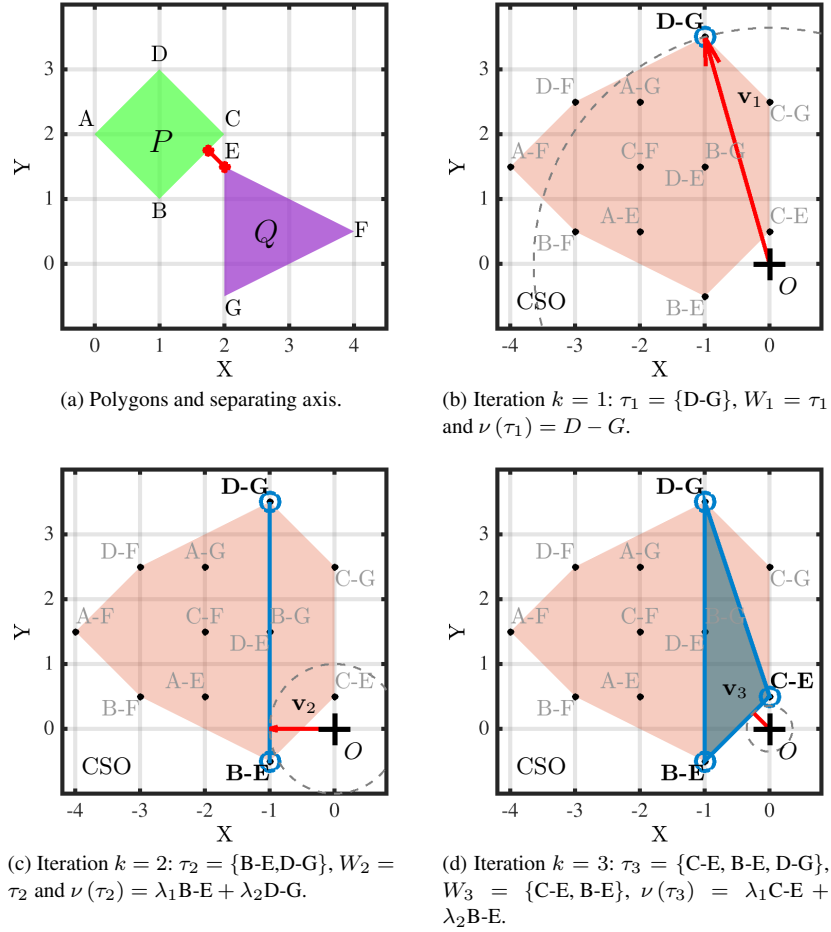 D
3
A
C
2
P
E
Y
1
B
Q
F
0
G
0 1 2 3 4
X
(a) Polygons and separating axis.
D-G
3
D-F
A-G
v₁
C-G
2
A-F
C-F
B-G
Y
D-E
1
B-F
A-E
C-E
0
O
CSO
B-E
-4 -3 -2 -1 0
X
(b) Iteration k = 1: τ₁ = {D-G}, W₁ = τ₁
and ν (τ₁) = D − G.
D-G
3
D-F
A-G
C-G
2
A-F
C-F
B-G
Y
D-E
1
A-E
C-E
B-F
v₂
0
O
CSO
B-E
-4 -3 -2 -1 0
X
(c) Iteration k = 2: τ₂ = {B-E,D-G}, W₂ =
τ₂ and ν (τ₂) = λ₁B-E + λ₂D-G.
D-G
3
D-F
A-G
C-G
2
A-F
C-F
B-G
Y
D-E
1
A-E
v₃
C-E
B-F
0
O
CSO
B-E
-4 -3 -2 -1 0
X
(d) Iteration k = 3: τ₃ = {C-E, B-E, D-G},
W₃ = {C-E, B-E}, ν (τ₃) = λ₁C-E +
λ₂B-E.